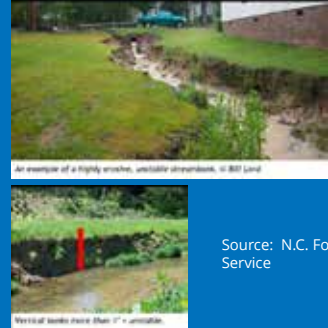 An example of a highly erosive, unstable streambank. © Bill Lord
Source: N.C. Fo
Service
Vertical banks more than 1" = unstable.